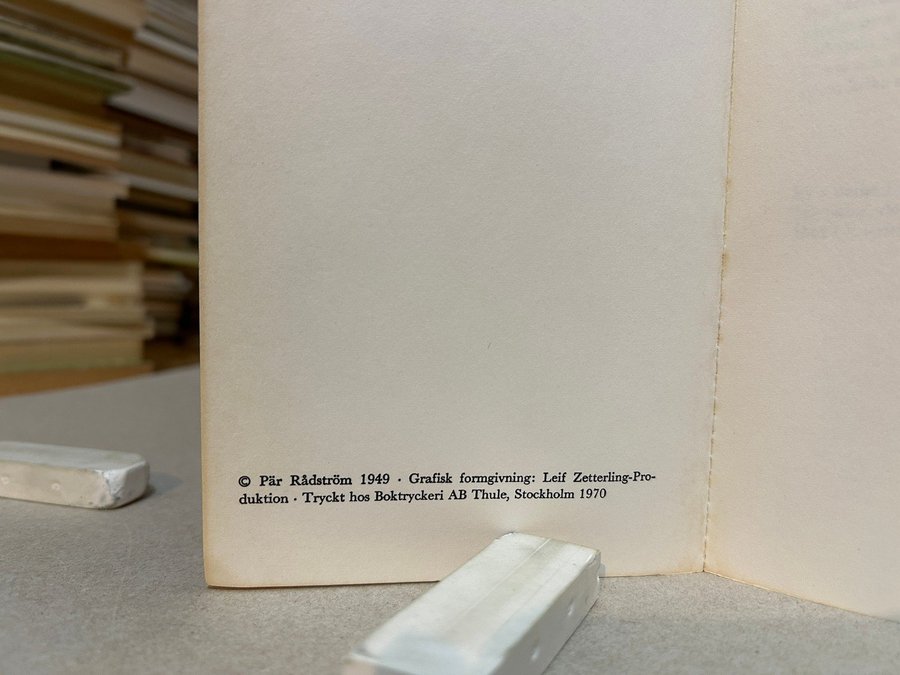 © Pär Rådström 1949 · Grafisk formgivning: Leif Zetterling-Pro-
duktion · Tryckt hos Boktryckeri AB Thule, Stockholm 1970